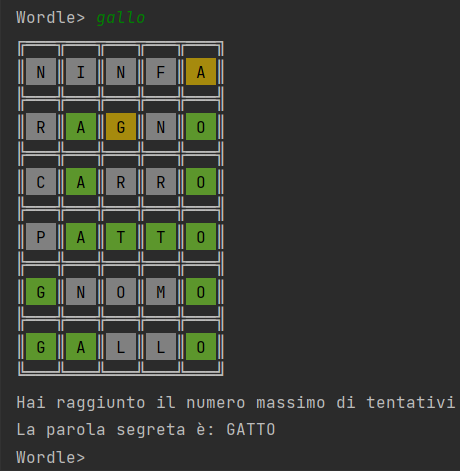 Wordle> gallo
N I N F A
R A G N O
C A R R O
P A T T O
G N O M O
G A L L O
Hai raggiunto il numero massimo di tentativi
La parola segreta è: GATTO
Wordle>